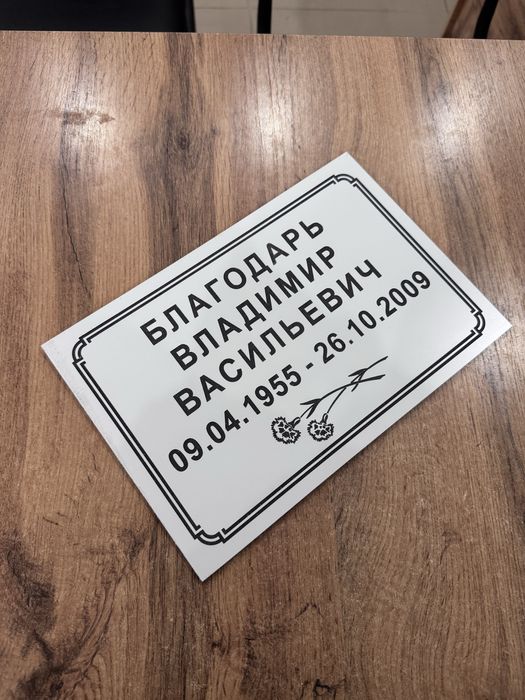 БЛАГОДАРЬ
ВЛАДИМИР
ВАСИЛЬЕВИЧ
09.04.1955 - 26.10.2009